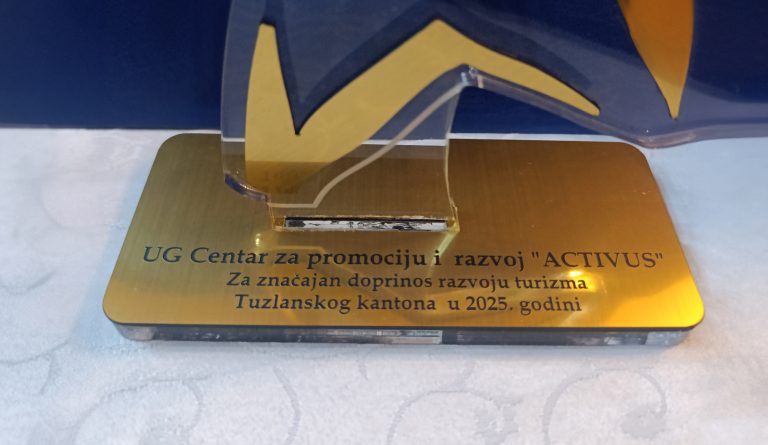 UG Centar za promociju i razvoj "ACTIVUS"
Za značajan doprinos razvoju turizma
Tuzlanskog kantona u 2025. godini